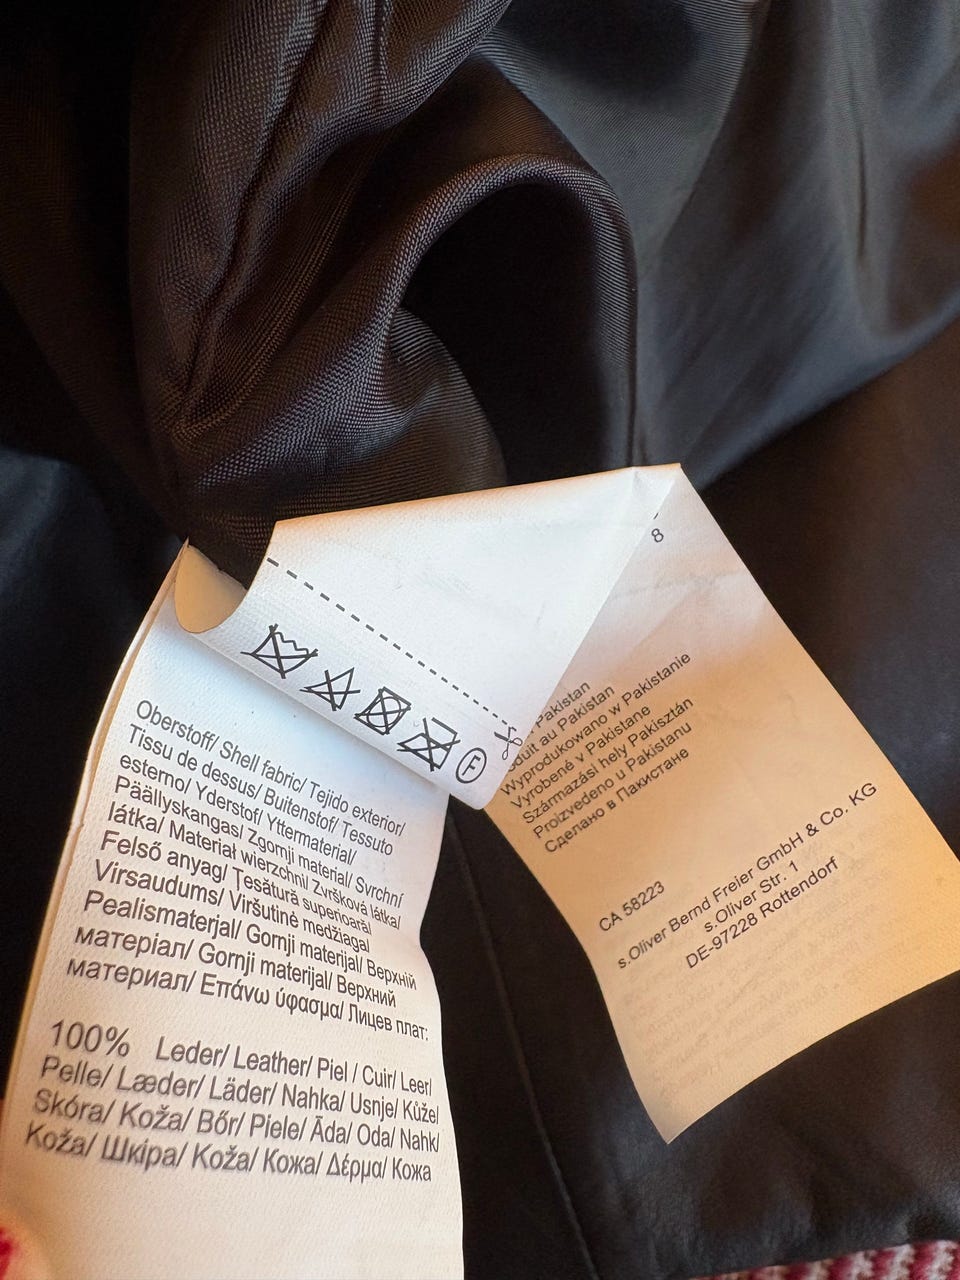 Oberstoff/ Shell fabric/ Tejido exterior/
Tissu de dessus/ Buitenstof/ Tessuto
esterno/ Yderstof/ Yttermaterial/
Päällyskangas/ Zgornji material/ Svrchní
látka/ Materiał wierzchni/ Zvršková látka/
Felső anyag/ Țesătură superioară/
Virsaudums/ Viršutinė medžiaga/
Pealismaterjal/ Gornji materijal/ Верхній
матеріал/ Gornji materijal/ Верхний
материал/ Επάνω ύφασμα/ Лицев плат:
100% Leder/ Leather/ Piel / Cuir/ Leer/
Pelle/ Læder/ Läder/ Nahka/ Usnje/ Kůže/
Skóra/ Koža/ Bőr/ Piele/ Āda/ Oda/ Nahk/
Koža/ Шкіра/ Koža/ Кожа/ Δέρμα/ Кожа
F
8
Pakistan
au Pakistan
Wyprodukowano w Pakistanie
Vyrobené v Pakistane
Származási hely Pakisztán
Proizvedeno u Pakistanu
Сделано в Пакистане
CA 58223
s.Oliver Bernd Freier GmbH & Co. KG
s.Oliver Str. 1
DE-97228 Rottendorf